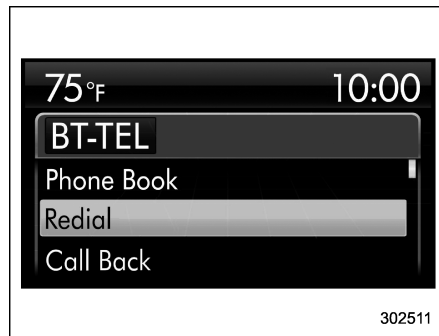 75°F 10:00
BT-TEL
Phone Book
Redial
Call Back
302511